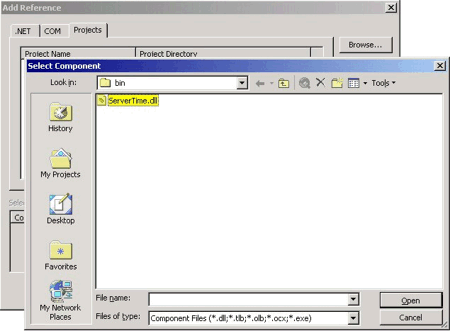 Add Reference
.NET COM Projects
Project Name Project Directory
Browse...
Select Component
Look in: bin
Tools
ServerTime.dll
History
My Projects
Desktop
Favorites
My Network Places
File name:
Open
Files of type: Component Files (*.dll;*.tlb;*.olb;*.ocx;*.exe)
Cancel